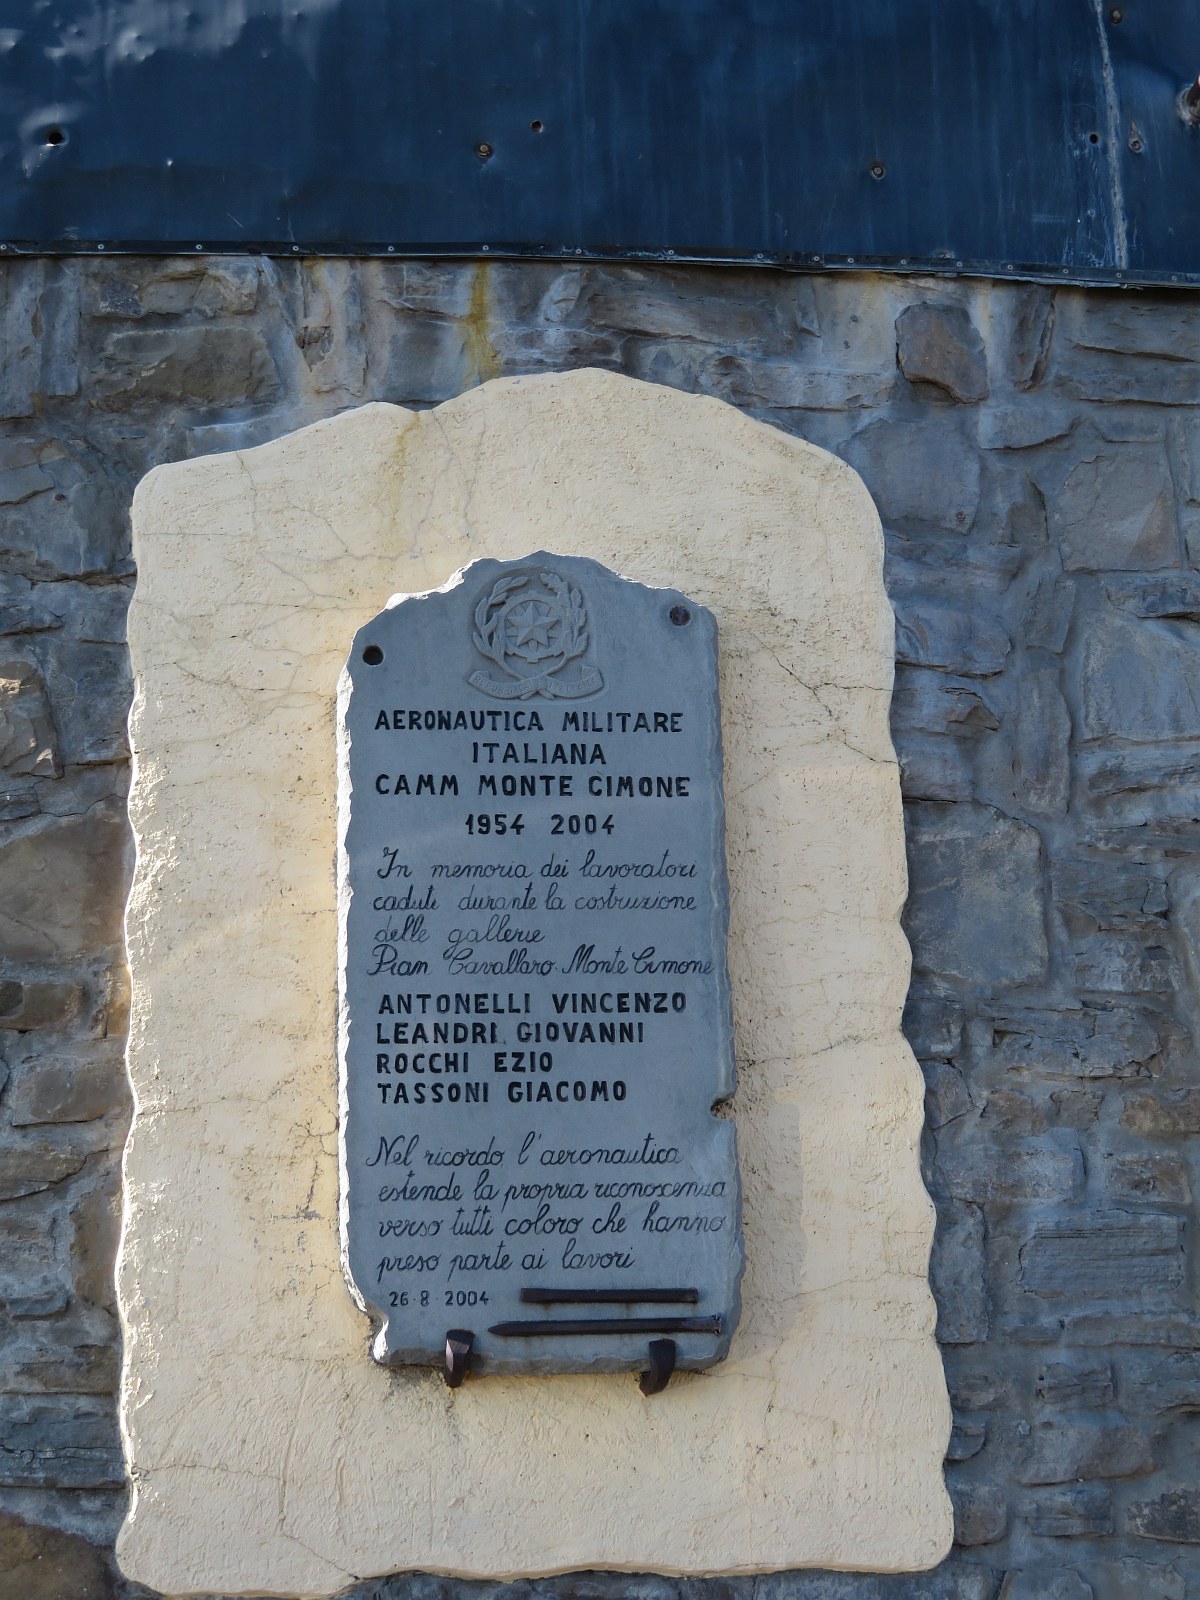 AERONAUTICA MILITARE
ITALIANA
CAMM MONTE CIMONE
1954 2004
In memoria dei lavoratori
caduti durante la costruzione
delle gallerie
Pian Cavallaro Monte Cimone
ANTONELLI VINCENZO
LEANDRI GIOVANNI
ROCCHI EZIO
TASSONI GIACOMO
Nel ricordo l'aeronautica
estende la propria riconoscenza
verso tutti coloro che hanno
preso parte ai lavori
26·8·2004